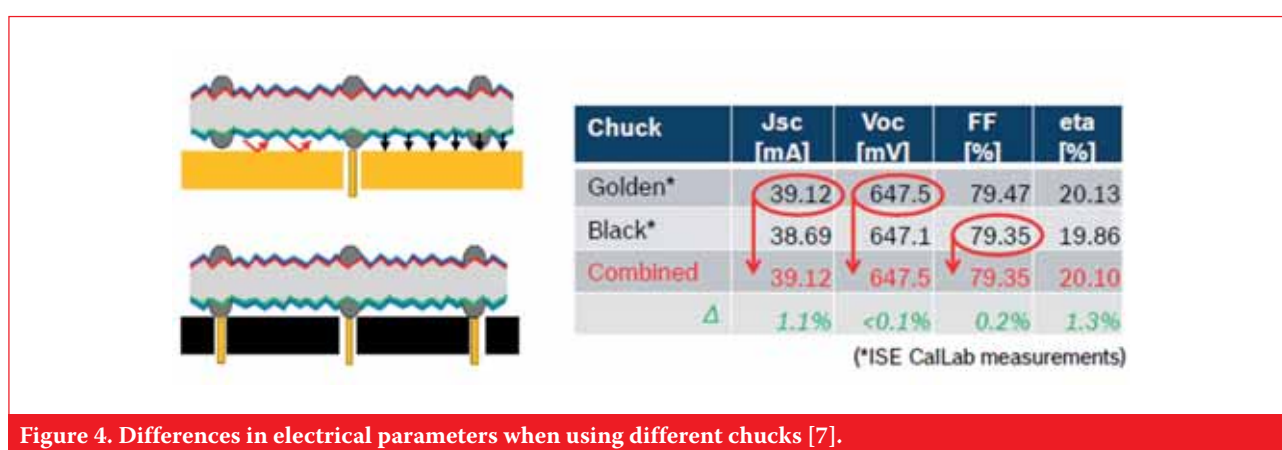 Chuck Jsc [mA] Voc [mV] FF [%] eta [%]
Golden* 39.12 647.5 79.47 20.13
Black* 38.69 647.1 79.35 19.86
Combined 39.12 647.5 79.35 20.10
Δ 1.1% <0.1% 0.2% 1.3%
(*ISE CalLab measurements)
Figure 4. Differences in electrical parameters when using different chucks [7].